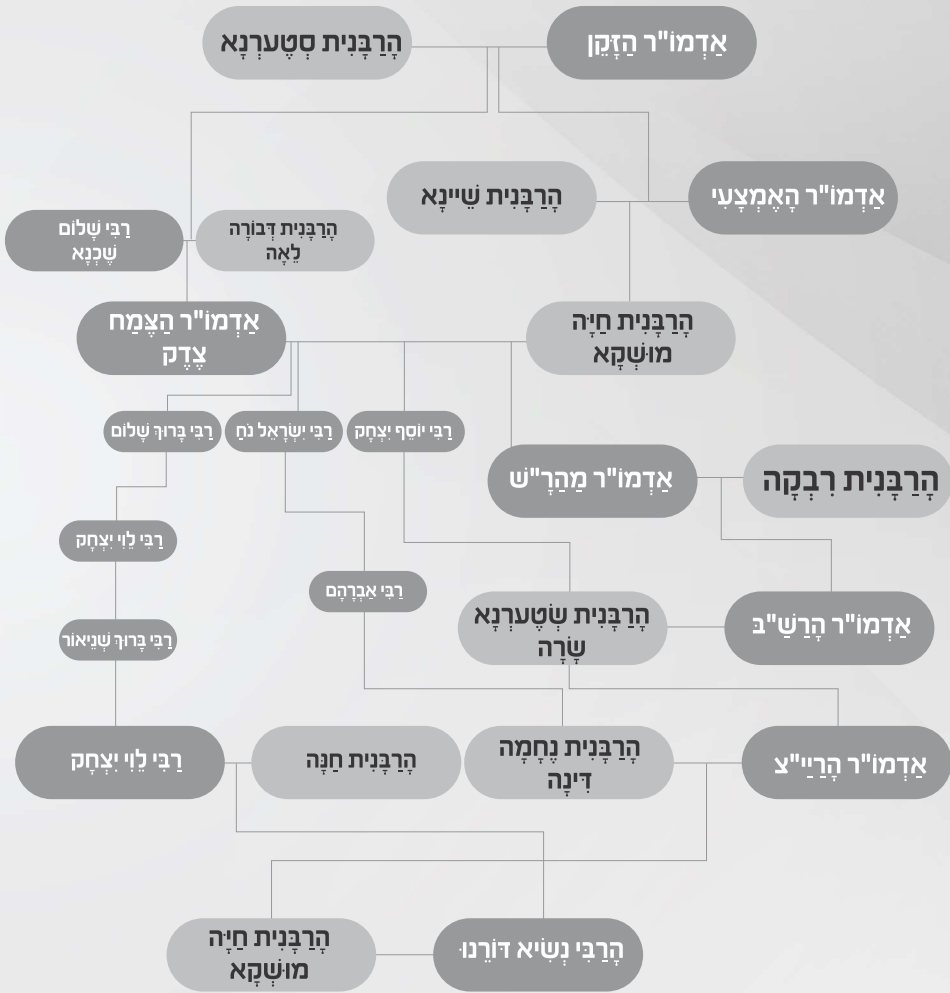 אַדְמוֹ"ר הַזָּקֵן
הָרַבָּנִית סְטֶערְנָא
אַדְמוֹ"ר הָאֶמְצָעִי
הָרַבָּנִית שֵׁיינָא
הָרַבָּנִית דְּבוֹרָה
לֵאָה
רַבִּי שָׁלוֹם
שַׁכְנָא
הָרַבָּנִית חַיָּה
מוּשְׁקָא
אַדְמוֹ"ר הַצֶּמַח
צֶדֶק
רַבִּי יוֹסֵף יִצְחָק
רַבִּי יִשְׂרָאֵל נֹחַ
רַבִּי בָּרוּךְ שָׁלוֹם
הָרַבָּנִית רִבְקָה
אַדְמוֹ"ר מַהֲרָ"שׁ
רַבִּי לֵוִי יִצְחָק
רַבִּי אַבְרָהָם
אַדְמוֹ"ר הָרַשַׁ"בּ
הָרַבָּנִית שְׁטֶערְנָא
שָׂרָה
רַבִּי בָּרוּךְ שְׁנֵיאוֹר
אַדְמוֹ"ר הָרַיַי"צ
הָרַבָּנִית נֶחָמָה
דִּינָה
הָרַבָּנִית חַנָּה
רַבִּי לֵוִי יִצְחָק
הָרַבִּי נְשִׂיא דּוֹרֵנוּ
הָרַבָּנִית חַיָּה
מוּשְׁקָא